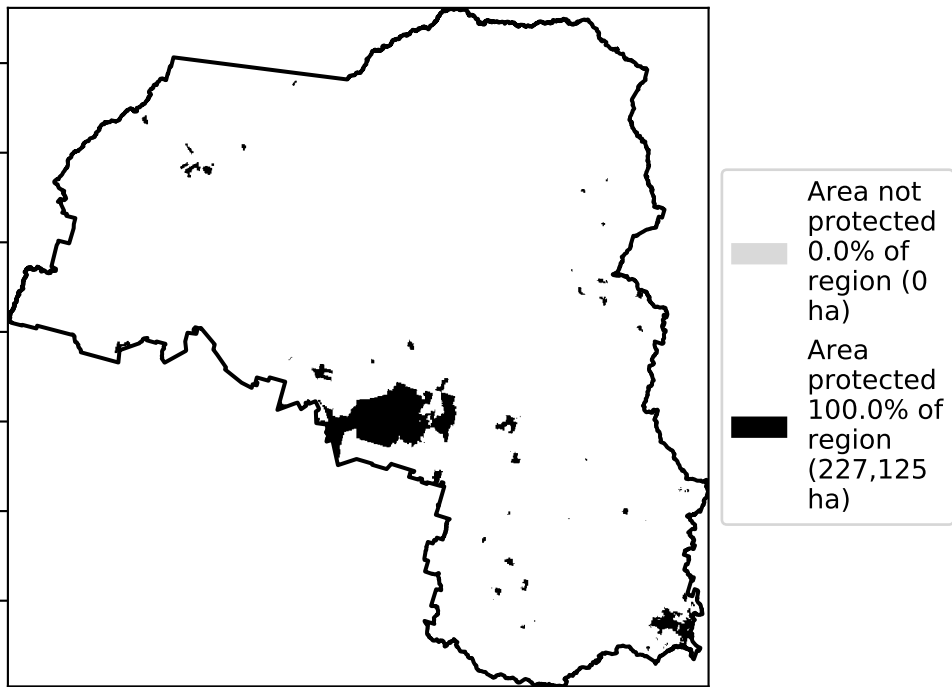 Area not
protected
0.0% of
region (0
ha)
Area
protected
100.0% of
region
(227,125
ha)